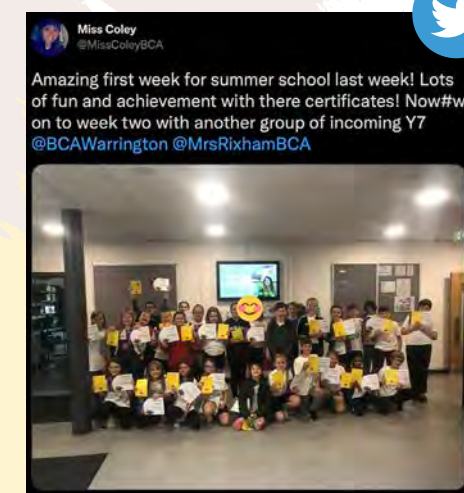 Miss Coley
@MissColeyBCA
Amazing first week for summer school last week! Lots
of fun and achievement with there certificates! Now#w
on to week two with another group of incoming Y7
@BCAWarrington @MrsRixhamBCA